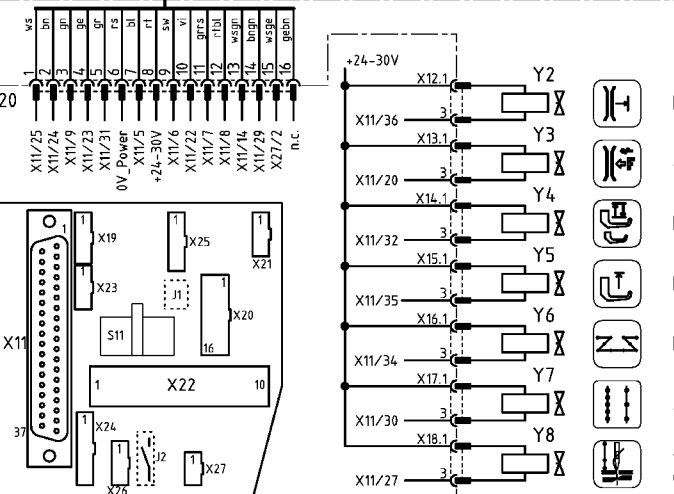 ws bn gn ge gr rs bl rt sw vi grrs rtbl wsgn bngn wsge gebn
1 2 3 4 5 6 7 8 9 10 11 12 13 14 15 16
20
X11/25
X11/24
X11/9
X11/23
X11/31
0V_Power
X11/5
+24-30V
X11/6
X11/22
X11/7
X11/8
X11/14
X11/29
X27/2
n.c.
+24-30V
X12.1
Y2
X11/36 3
X13.1
Y3
X11/20 3
X14.1
Y4
X11/32 3
X15.1
Y5
X11/35 3
X16.1
Y6
X11/34 3
X17.1
Y7
X11/30 3
X18.1
Y8
X11/27 3
1
X11
37
1 X19
1 X23
1 X25
1 X21
J1
S11
1 X20
16
1 X22 10
1 X24
1 X26
J2
1 X27